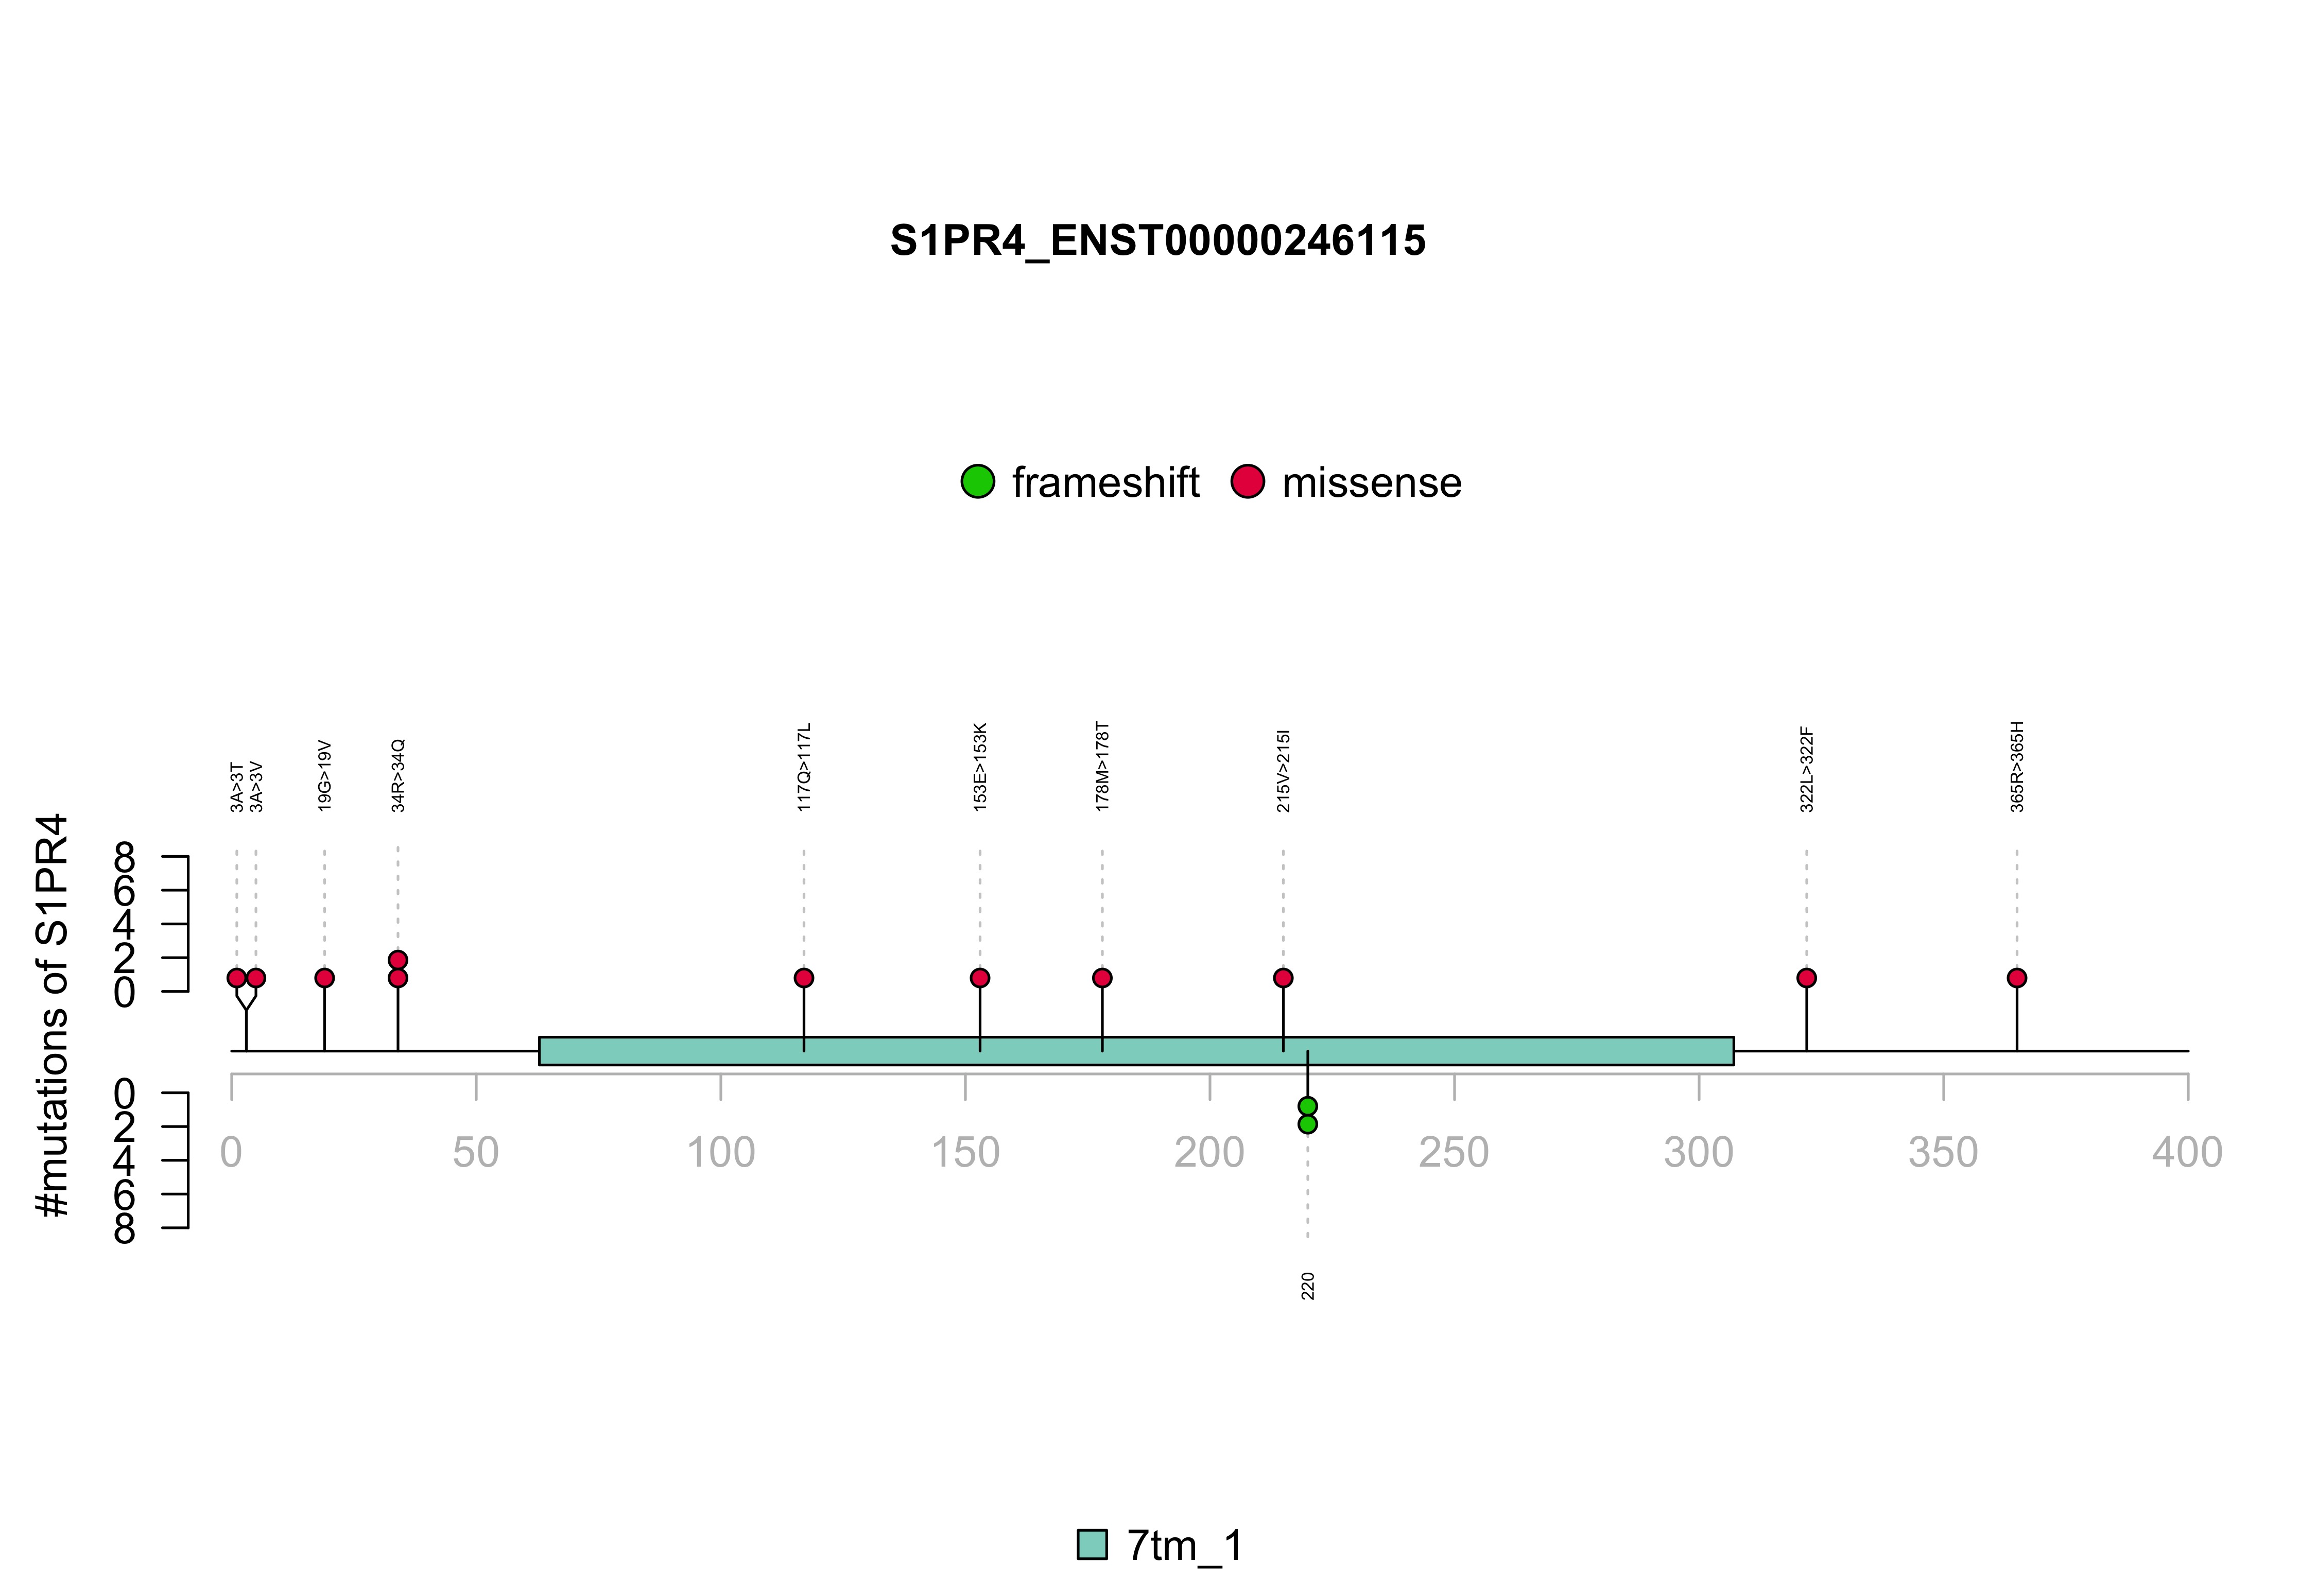 S1PR4_ENST00000246115
frameshift missense
3A>3T
3A>3V
19G>19V
34R>34Q
117Q>117L
153E>153K
178M>178T
215V>215I
322L>322F
365R>365H
#mutations of S1PR4
8
6
4
2
0
0
2
4
6
8
0 50 100 150 200 250 300 350 400
220
7tm_1